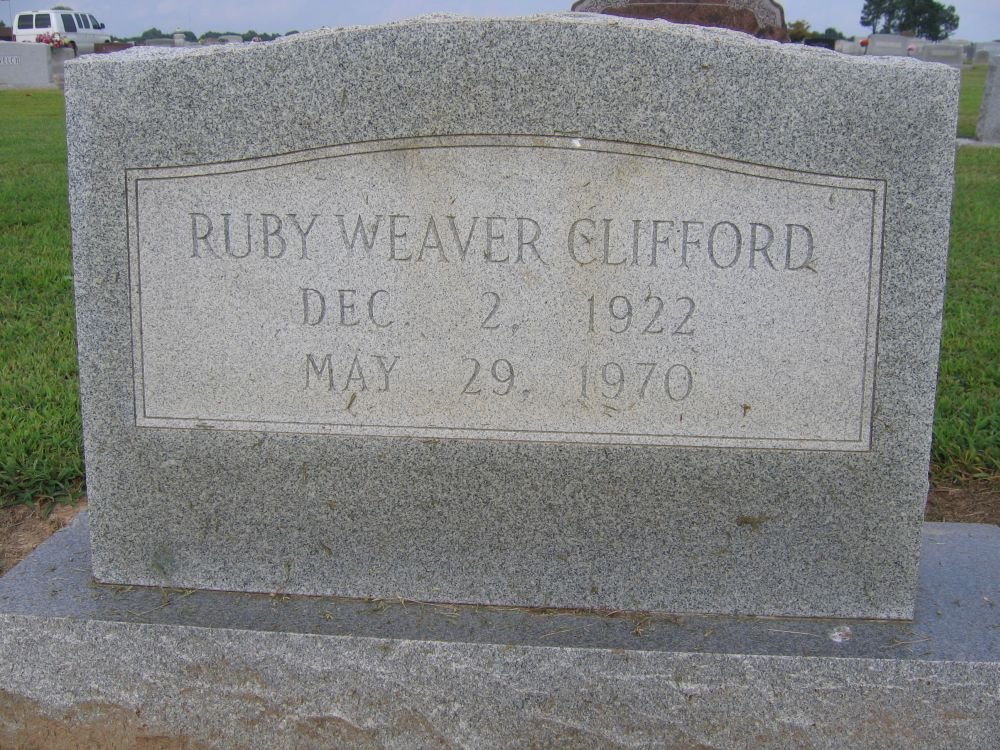 RUBY WEAVER CLIFFORD
DEC. 2, 1922
MAY 29, 1970